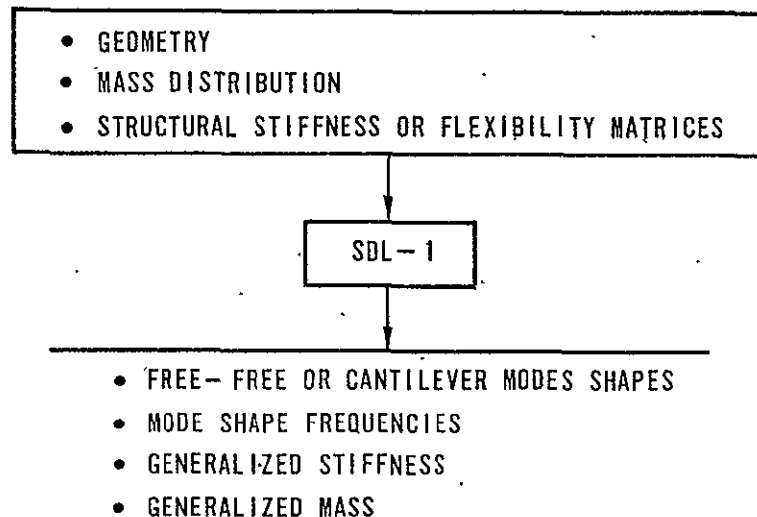 • GEOMETRY
• MASS DISTRIBUTION
• STRUCTURAL STIFFNESS OR FLEXIBILITY MATRICES
SDL-1
• FREE-FREE OR CANTILEVER MODES SHAPES
• MODE SHAPE FREQUENCIES
• GENERALIZED STIFFNESS
• GENERALIZED MASS